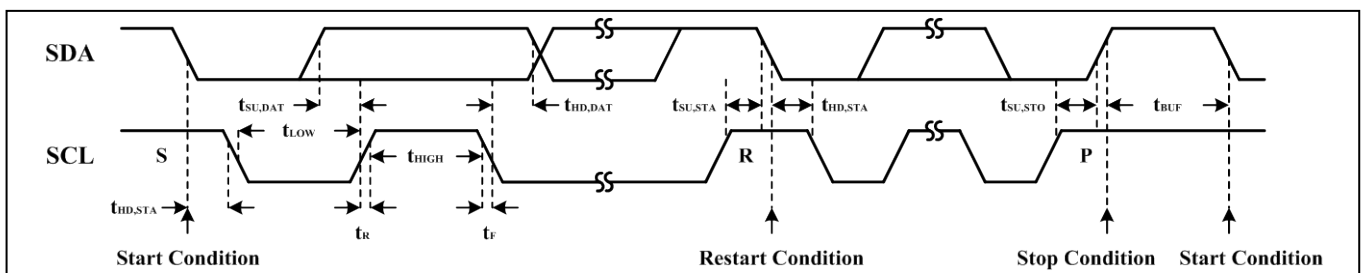 SDA
tSU,DAT tHD,DAT tSU,STA tHD,STA tSU,STO tBUF
tLOW
SCL S tHIGH R P
tHD,STA
tR tF
Start Condition Restart Condition Stop Condition Start Condition